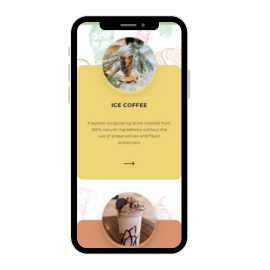 ICE COFFEE
Fragrant invigorating drink created from
100% natural ingredients without the
use of preservatives and flavor
enhancers